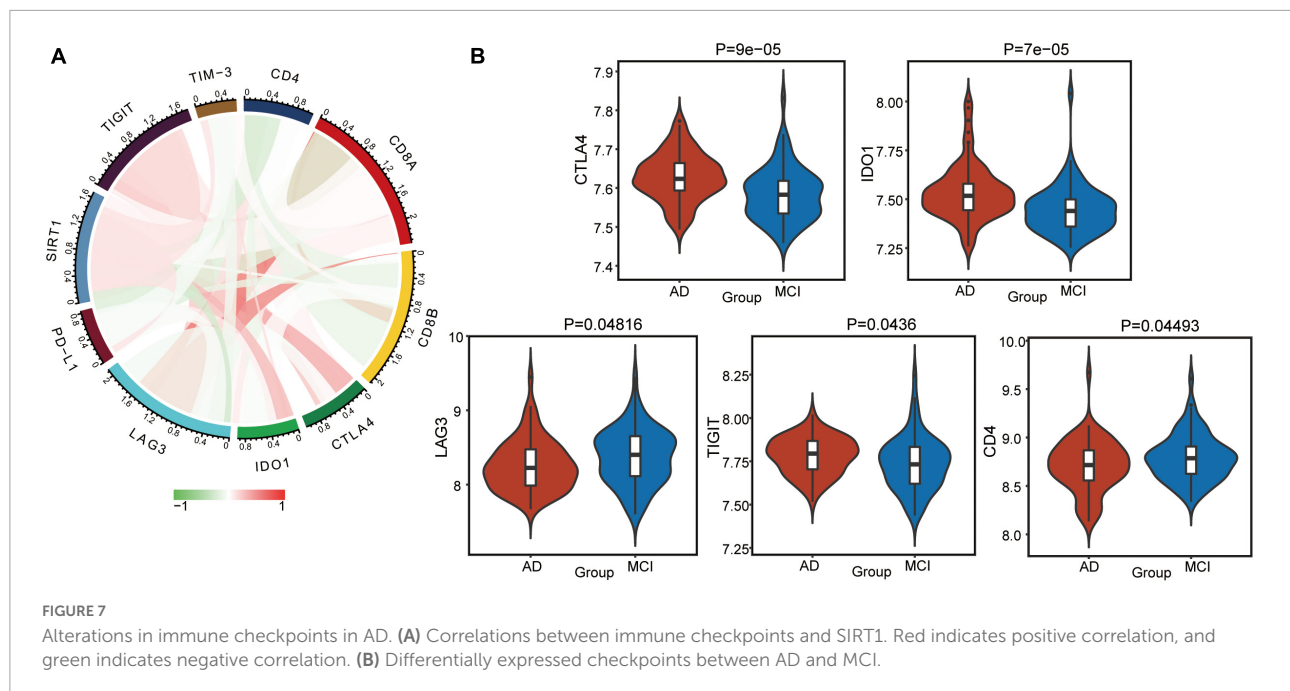 A
TIM-3
CD4
TIGIT
CD8A
SIRT1
CD8B
PD-L1
LAG3
IDO1
CTLA4
−1
1
B
P=9e−05
CTLA4
7.9
7.8
7.7
7.6
7.5
7.4
AD
Group
MCI
P=7e−05
IDO1
8.00
7.75
7.50
7.25
AD
Group
MCI
P=0.04816
LAG3
10
9
8
AD
Group
MCI
P=0.0436
TIGIT
8.25
8.00
7.75
7.50
7.25
AD
Group
MCI
P=0.04493
CD4
10.0
9.5
9.0
8.5
8.0
AD
Group
MCI
FIGURE 7
Alterations in immune checkpoints in AD. (A) Correlations between immune checkpoints and SIRT1. Red indicates positive correlation, and
green indicates negative correlation. (B) Differentially expressed checkpoints between AD and MCI.